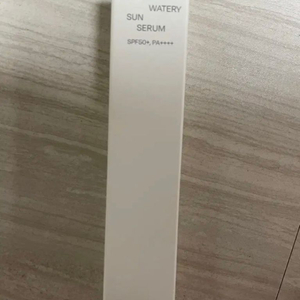 WATERY
SUN
SERUM
SPF50+, PA++++